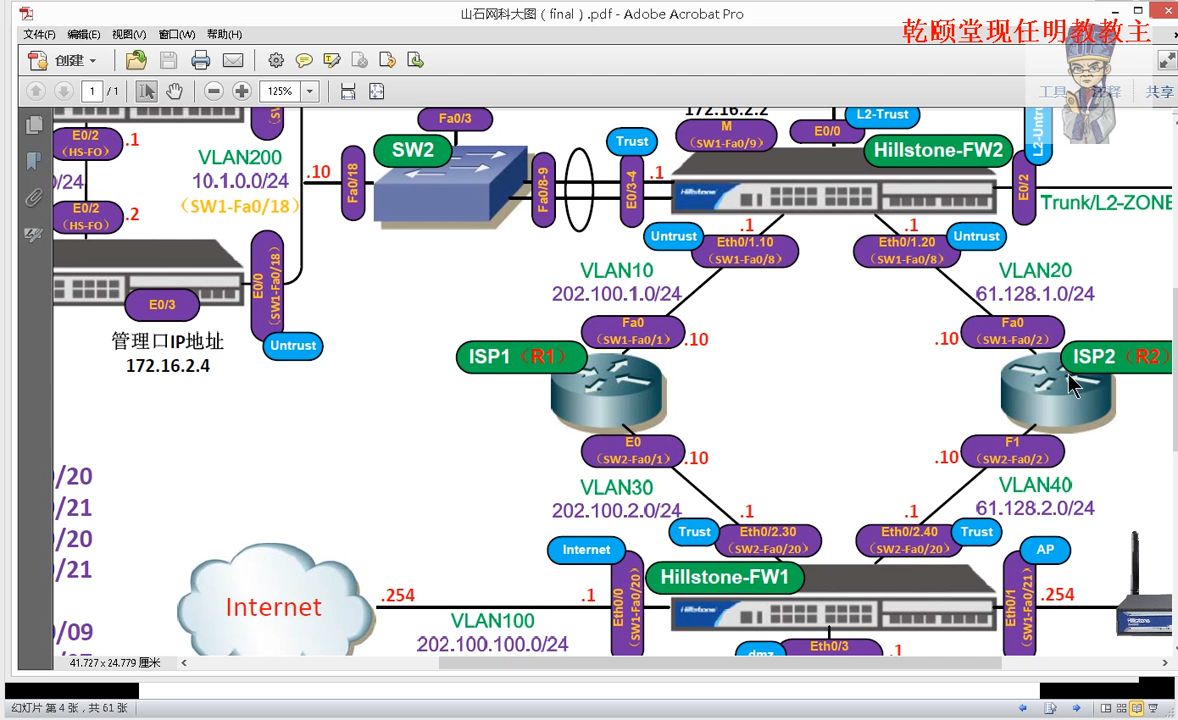 山石网科大图（final）.pdf - Adobe Acrobat Pro
乾颐堂现任明教教主
文件(F) 编辑(E) 视图(V) 窗口(W) 帮助(H)
创建
1 / 1
125%
工具 注释 共享
172.16.2.2
Fa0/3
M
(SW1-Fa0/9)
E0/0
L2-Trust
E0/2
(HS-FO)
.1
SW2
Trust
Hillstone-FW2
VLAN200
10.1.0.0/24
(SW1-Fa0/18)
/24
.10
Fa0/18
Fa0/8-9
E0/3-4
.1
Hillstone
E0/2
Trunk/L2-ZONE
E0/2
(HS-FO)
.2
.1
.1
Untrust
Eth0/1.10
(SW1-Fa0/8)
Eth0/1.20
(SW1-Fa0/8)
Untrust
E0/0
(SW1-Fa0/18)
VLAN10
202.100.1.0/24
VLAN20
61.128.1.0/24
E0/3
Untrust
管理口IP地址
172.16.2.4
Fa0
(SW1-Fa0/1)
.10
.10
Fa0
(SW1-Fa0/2)
ISP1（R1）
ISP2（R2）
E0
(SW2-Fa0/1)
.10
.10
F1
(SW2-Fa0/2)
VLAN30
202.100.2.0/24
VLAN40
61.128.2.0/24
/20
/21
/20
/21
/09
.1
.1
Trust
Eth0/2.30
(SW2-Fa0/20)
Eth0/2.40
(SW2-Fa0/20)
Trust
Internet
AP
Hillstone-FW1
Internet
.254
.1
Eth0/0
(SW1-Fa0/20)
Hillstone
Eth0/1
(SW1-Fa0/21)
.254
Hillstone
VLAN100
202.100.100.0/24
dmz
Eth0/3
.1
41.727 x 24.779 厘米
幻灯片 第 4 张，共 61 张